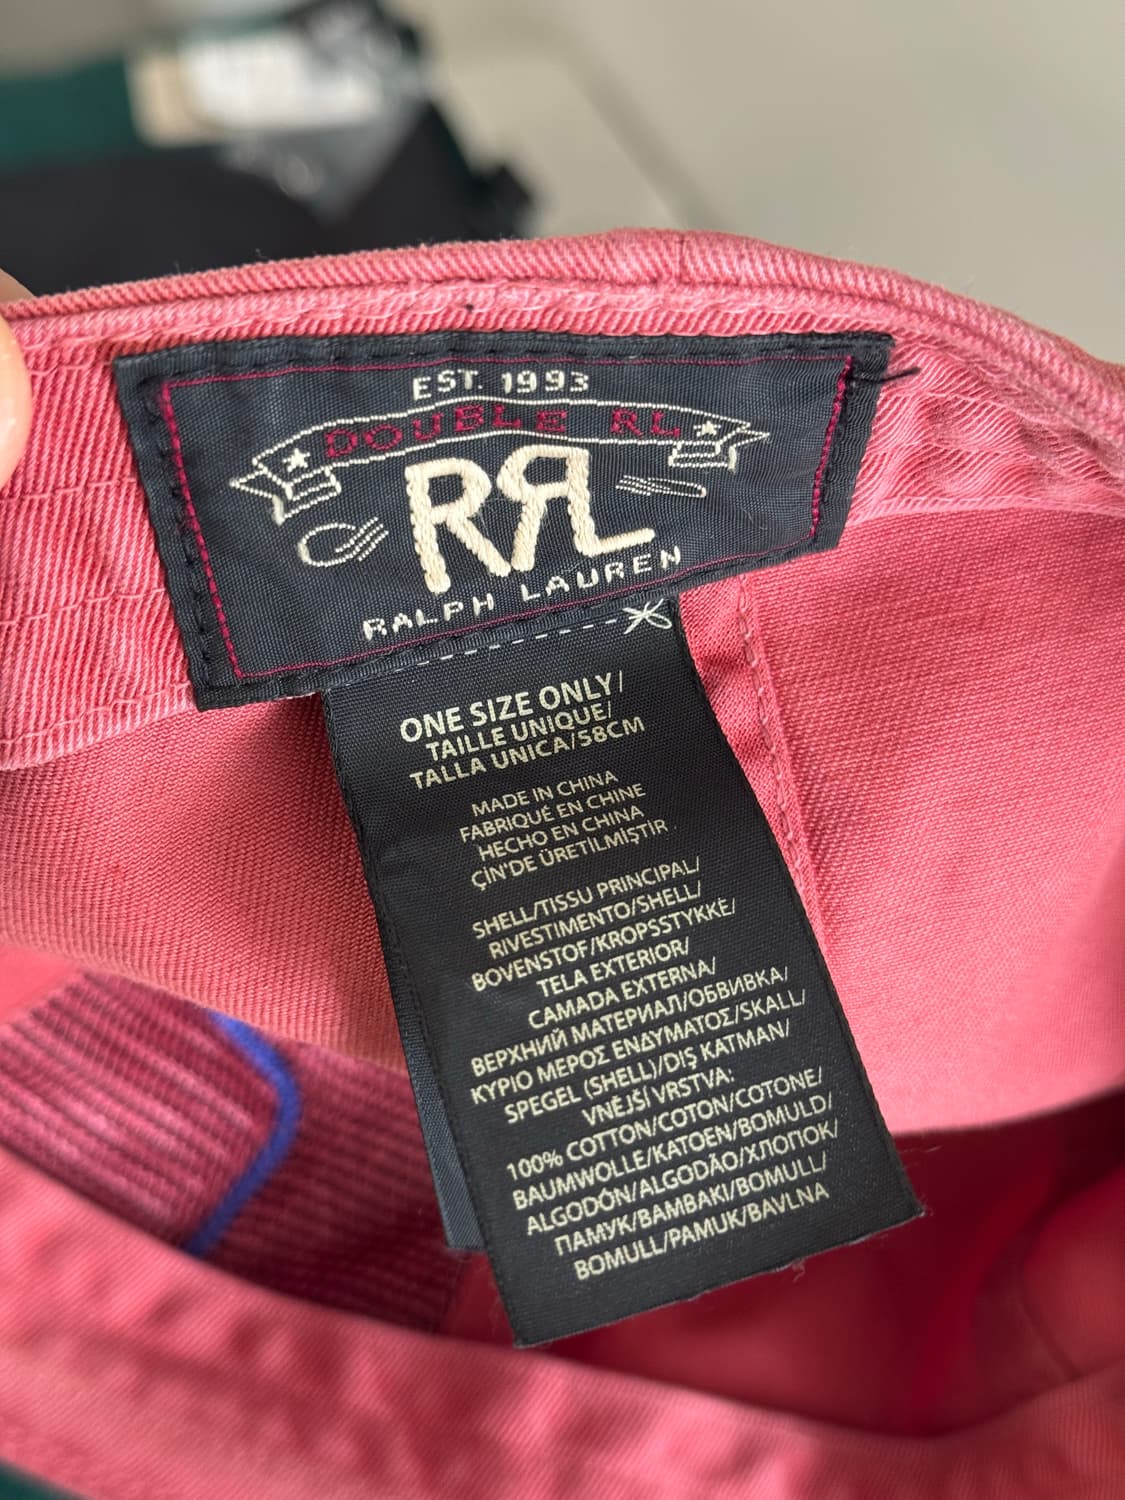 EST. 1993
DOUBLE RL
RRL
RALPH LAUREN
ONE SIZE ONLY/
TAILLE UNIQUE/
TALLA UNICA/58CM
MADE IN CHINA
FABRIQUÉ EN CHINE
HECHO EN CHINA
ÇİN'DE ÜRETİLMİŞTİR
SHELL/TISSU PRINCIPAL/
RIVESTIMENTO/SHELL/
BOVENSTOF/KROPSSTYKKE/
TELA EXTERIOR/
CAMADA EXTERNA/
ВЕРХНИЙ МАТЕРИАЛ/ОБВИВКА/
ΚΥΡΙΟ ΜΕΡΟΣ ΕΝΔΥΜΑΤΟΣ/SKALL/
SPEGEL (SHELL)/DIŞ KATMAN/
VNĚJŠÍ VRSTVA:
100% COTTON/COTON/COTONE/
BAUMWOLLE/KATOEN/BOMULD/
ALGODÓN/ALGODÃO/ХЛОПОК/
ПАМУК/ΒΑΜΒΑΚΙ/BOMULL/
BOMULL/PAMUK/BAVLNA